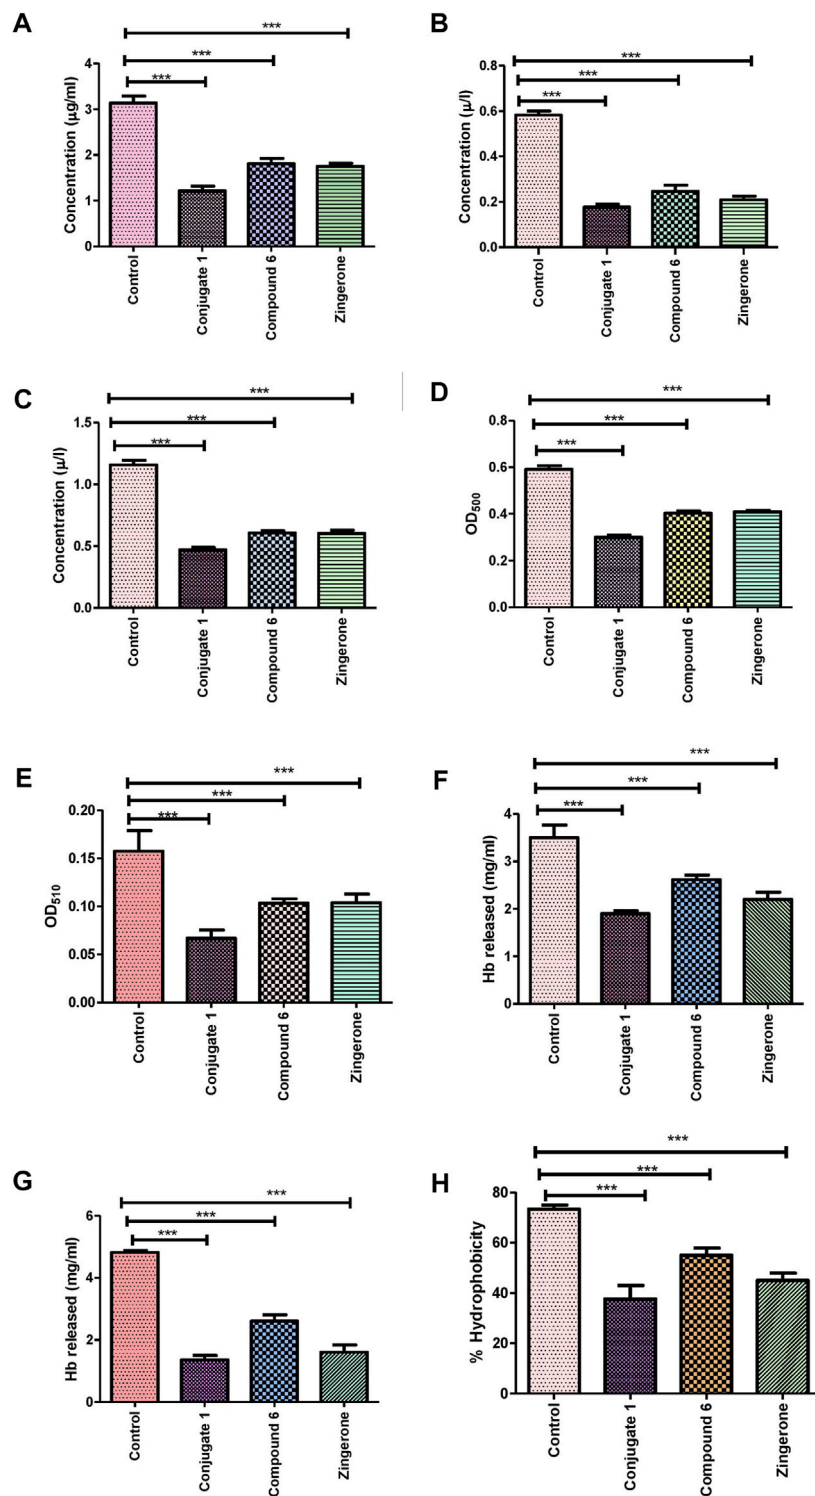 A
***
***
***
Concentration (µg/ml)
4
3
2
1
0
Control
Conjugate 1
Compound 6
Zingerone
B
***
***
***
Concentration (µ/l)
0.8
0.6
0.4
0.2
0.0
Control
Conjugate 1
Compound 6
Zingerone
C
***
***
***
Concentration (µ/l)
1.5
1.0
0.5
0.0
Control
Conjugate 1
Compound 6
Zingerone
D
***
***
***
OD500
0.8
0.6
0.4
0.2
0.0
Control
Conjugate 1
Compound 6
Zingerone
E
***
***
***
OD510
0.20
0.15
0.10
0.05
0.00
Control
Conjugate 1
Compound 6
Zingerone
F
***
***
***
Hb released (mg/ml)
4
3
2
1
0
Control
Conjugate 1
Compound 6
Zingerone
G
***
***
***
Hb released (mg/ml)
6
4
2
0
Control
Conjugate 1
Compound 6
Zingerone
H
***
***
***
% Hydrophobicity
80
60
40
20
0
Control
Conjugate 1
Compound 6
Zingerone